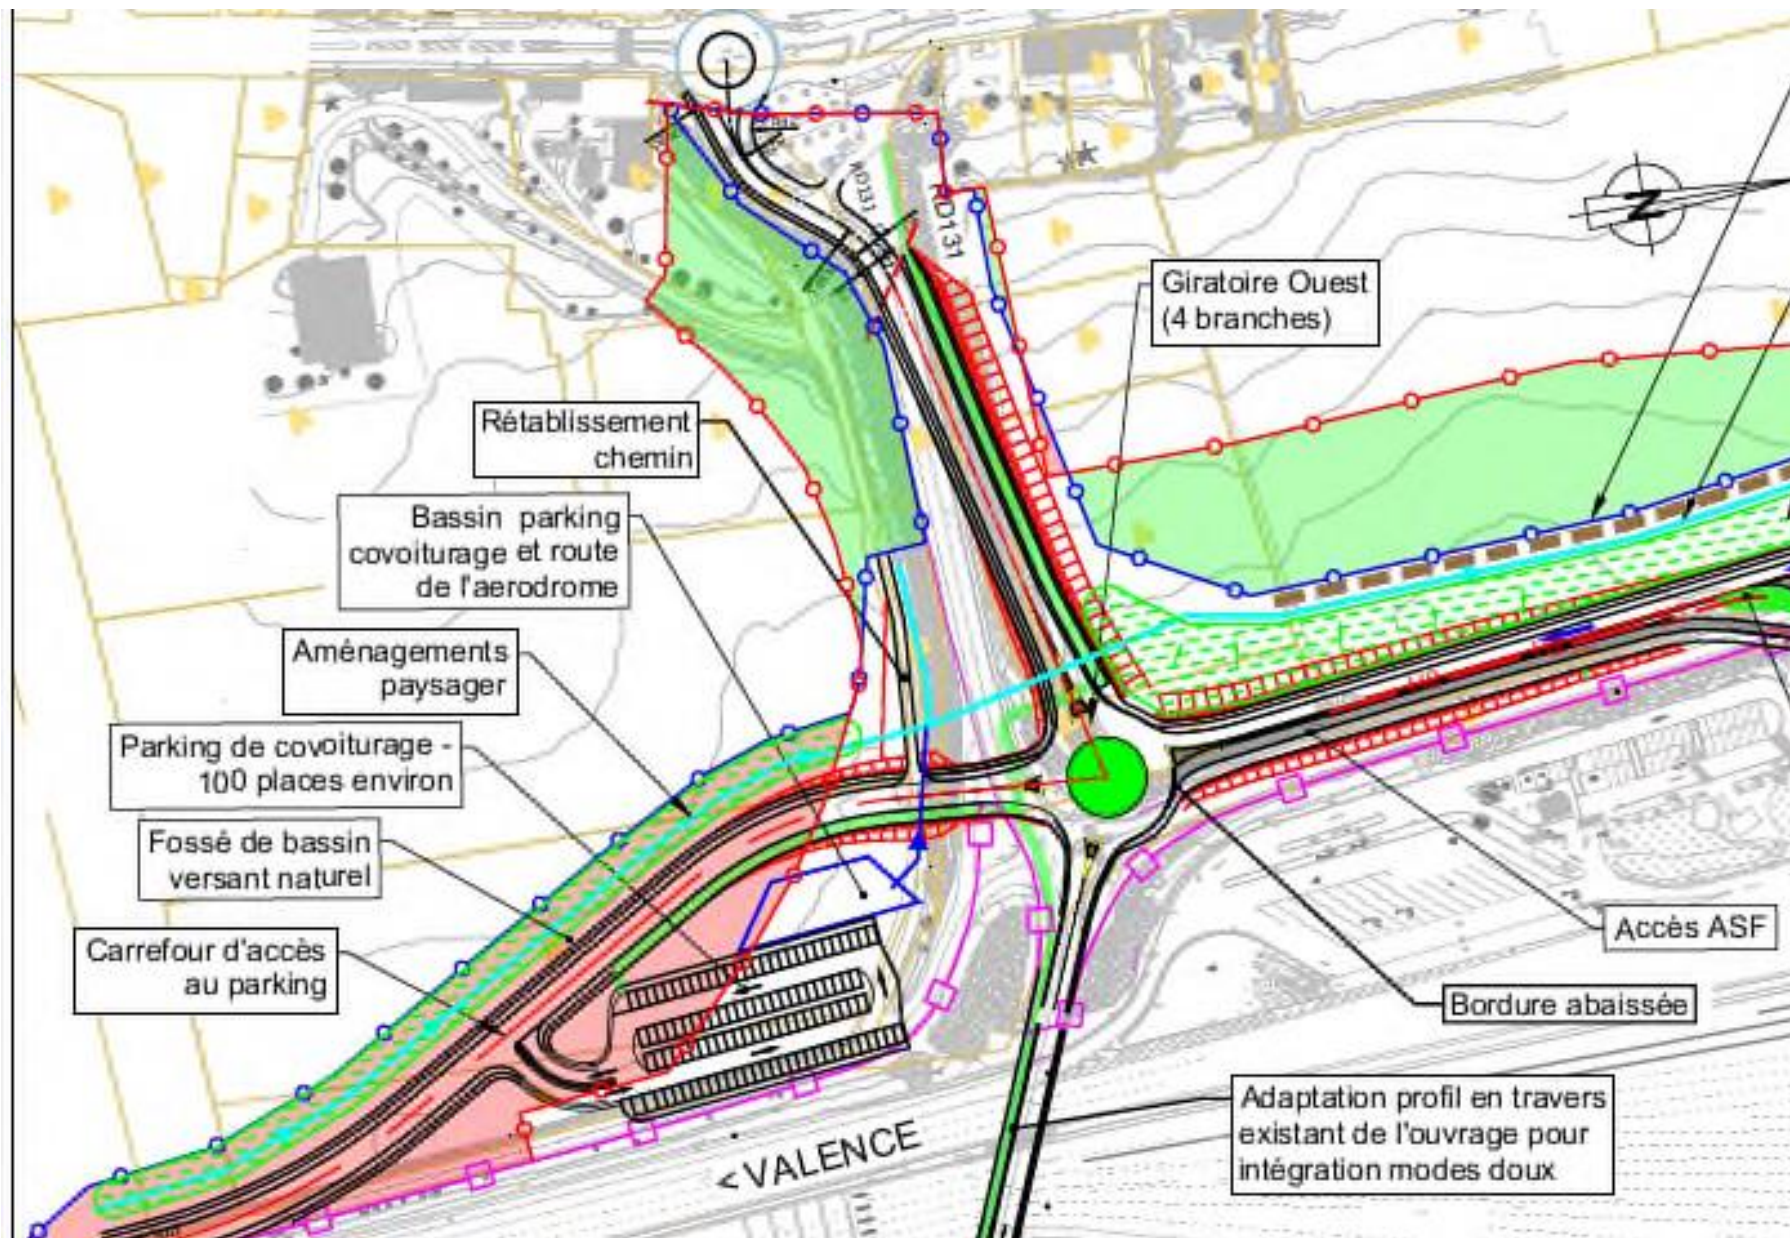 RD131
RD131
N
Giratoire Ouest
(4 branches)
Rétablissement
chemin
Bassin parking
covoiturage et route
de l'aerodrome
Aménagements
paysager
Parking de covoiturage -
100 places environ
Fossé de bassin
versant naturel
Carrefour d'accès
au parking
Accès ASF
Bordure abaissée
Adaptation profil en travers
existant de l'ouvrage pour
intégration modes doux
< VALENCE